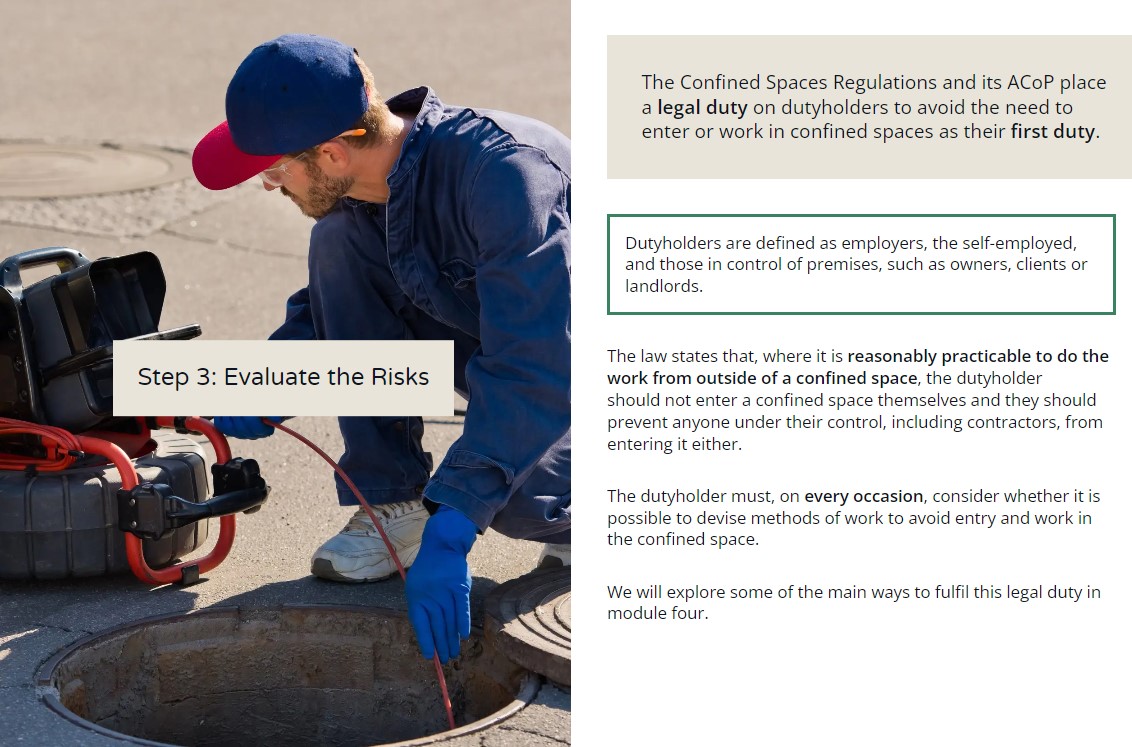 Step 3: Evaluate the Risks
The Confined Spaces Regulations and its ACoP place
a legal duty on dutyholders to avoid the need to
enter or work in confined spaces as their first duty.
Dutyholders are defined as employers, the self-employed,
and those in control of premises, such as owners, clients or
landlords.
The law states that, where it is reasonably practicable to do the
work from outside of a confined space, the dutyholder
should not enter a confined space themselves and they should
prevent anyone under their control, including contractors, from
entering it either.
The dutyholder must, on every occasion, consider whether it is
possible to devise methods of work to avoid entry and work in
the confined space.
We will explore some of the main ways to fulfil this legal duty in
module four.